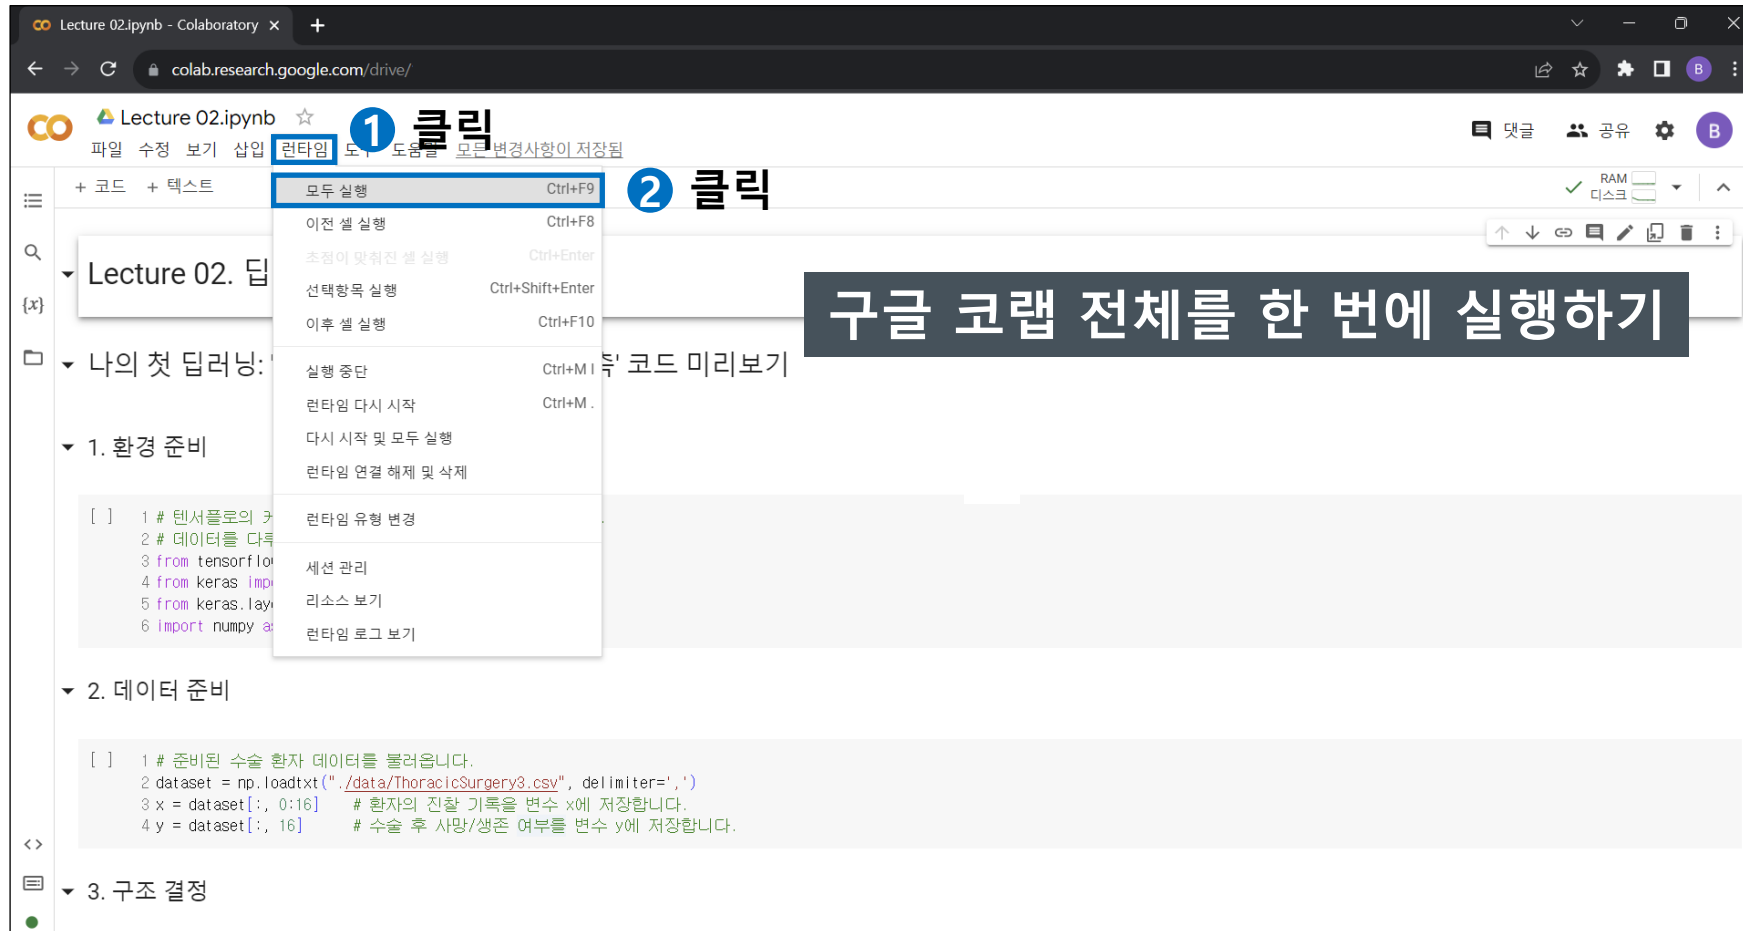 Lecture 02.ipynb - Colaboratory
colab.research.google.com/drive/
B
Lecture 02.ipynb
1 클릭
댓글 공유 B
파일 수정 보기 삽입 런타임 도구 도움말 모든 변경사항이 저장됨
+ 코드 + 텍스트
RAM
디스크
모두 실행 Ctrl+F9
2 클릭
이전 셀 실행 Ctrl+F8
초점이 맞춰진 셀 실행 Ctrl+Enter
선택항목 실행 Ctrl+Shift+Enter
이후 셀 실행 Ctrl+F10
실행 중단 Ctrl+M I
런타임 다시 시작 Ctrl+M .
다시 시작 및 모두 실행
런타임 연결 해제 및 삭제
런타임 유형 변경
세션 관리
리소스 보기
런타임 로그 보기
구글 코랩 전체를 한 번에 실행하기
{x}
Lecture 02. 딥
나의 첫 딥러닝: 코드 미리보기
1. 환경 준비
[ ] 1 # 텐서플로의
2 # 데이터를
3 from
4 from keras
5 from
6 import numpy
2. 데이터 준비
[ ] 1 # 준비된 수술 환자 데이터를 불러옵니다.
2 dataset = np.loadtxt("./data/ThoracicSurgery3.csv", delimiter=',')
3 x = dataset[:, 0:16] # 환자의 진찰 기록을 변수 x에 저장합니다.
4 y = dataset[:, 16] # 수술 후 사망/생존 여부를 변수 y에 저장합니다.
<>
3. 구조 결정